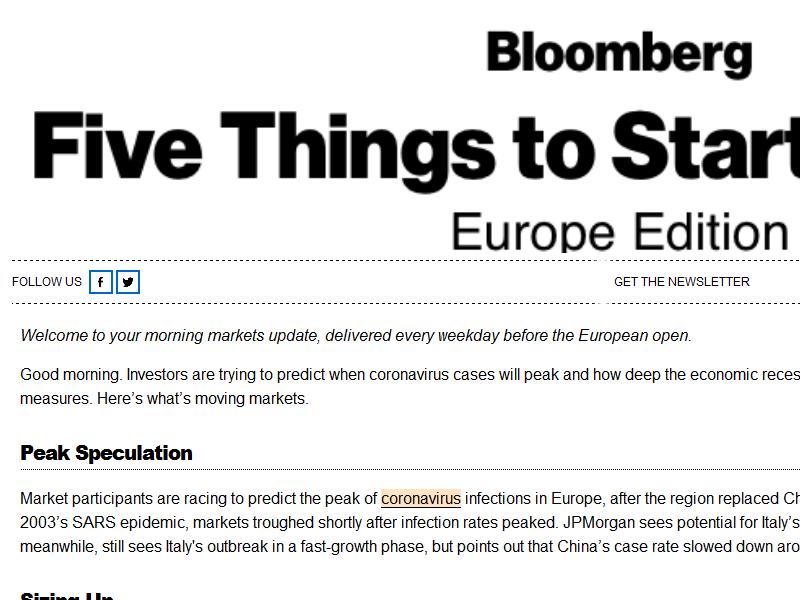 Bloomberg
Five Things to Start
Europe Edition
FOLLOW US GET THE NEWSLETTER
Welcome to your morning markets update, delivered every weekday before the European open.
Good morning. Investors are trying to predict when coronavirus cases will peak and how deep the economic reces
measures. Here’s what’s moving markets.
Peak Speculation
Market participants are racing to predict the peak of coronavirus infections in Europe, after the region replaced Ch
2003’s SARS epidemic, markets troughed shortly after infection rates peaked. JPMorgan sees potential for Italy’s
meanwhile, still sees Italy's outbreak in a fast-growth phase, but points out that China’s case rate slowed down aro
Sizing Up